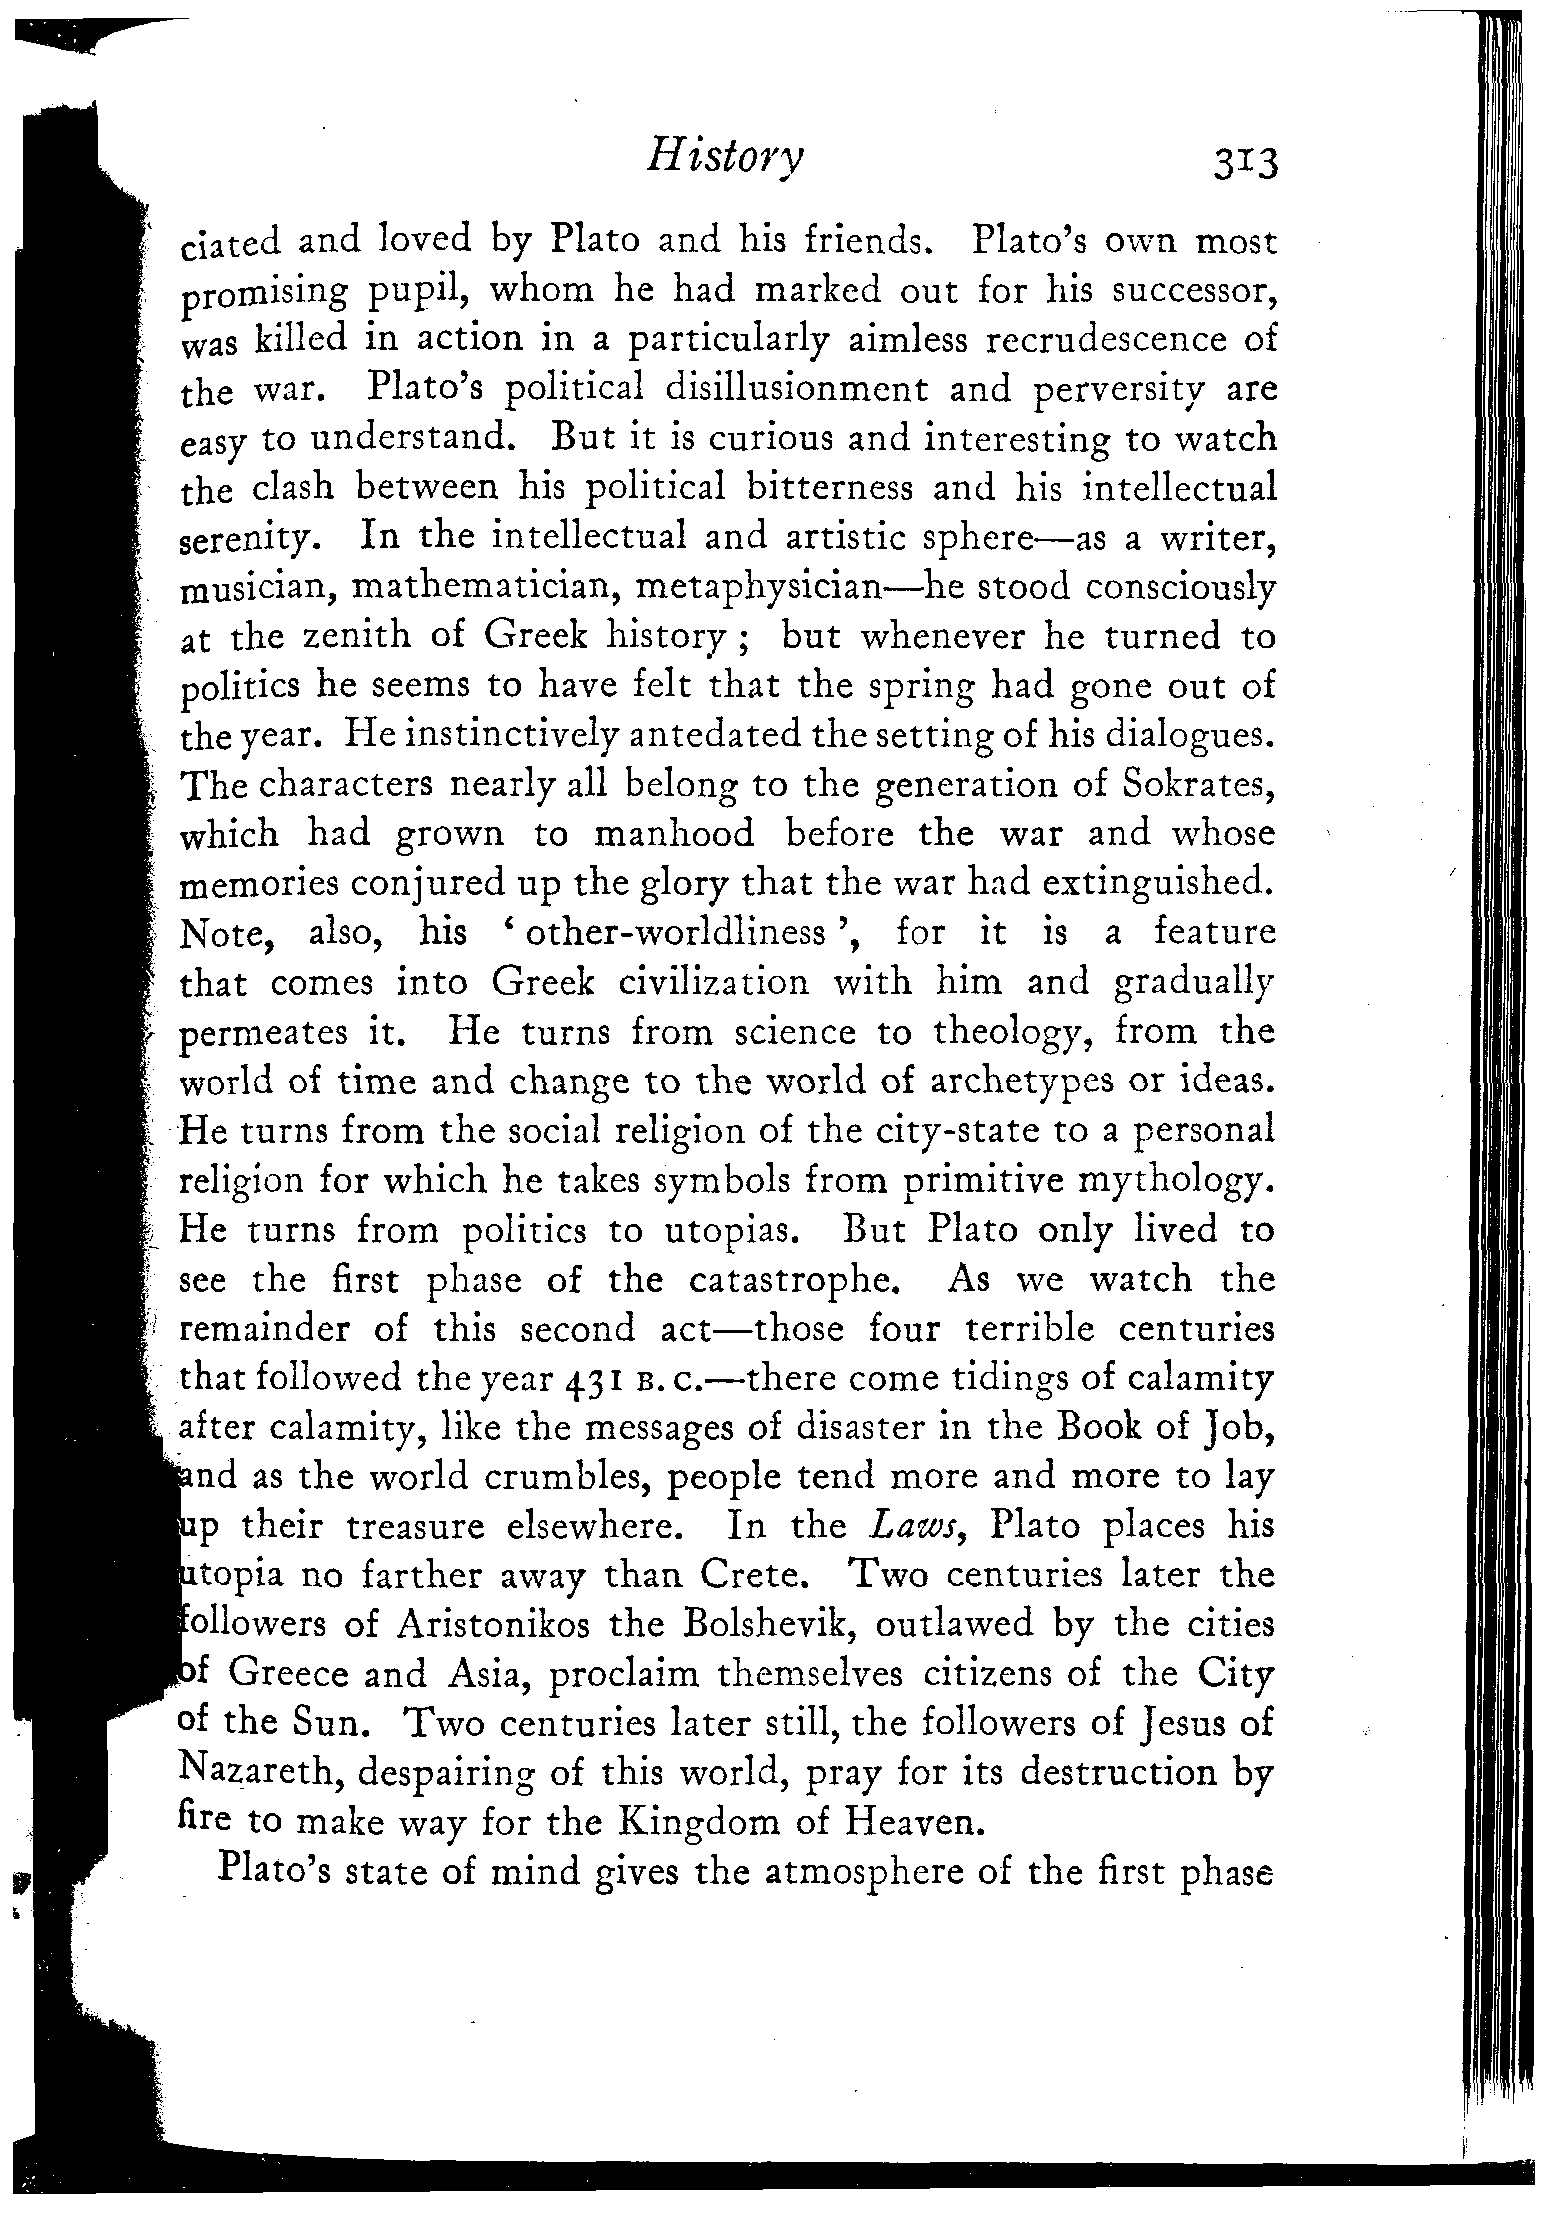 History 313
ciated and loved by Plato and his friends. Plato's own most
promising pupil, whom he had marked out for his successor,
was killed in action in a particularly aimless recrudescence of
the war. Plato's political disillusionment and perversity are
easy to understand. But it is curious and interesting to watch
the clash between his political bitterness and his intellectual
serenity. In the intellectual and artistic sphere—as a writer,
musician, mathematician, metaphysician—he stood consciously
at the zenith of Greek history ; but whenever he turned to
politics he seems to have felt that the spring had gone out of
the year. He instinctively antedated the setting of his dialogues.
The characters nearly all belong to the generation of Sokrates,
which had grown to manhood before the war and whose
memories conjured up the glory that the war had extinguished.
Note, also, his ‘ other-worldliness ’, for it is a feature
that comes into Greek civilization with him and gradually
permeates it. He turns from science to theology, from the
world of time and change to the world of archetypes or ideas.
He turns from the social religion of the city-state to a personal
religion for which he takes symbols from primitive mythology.
He turns from politics to utopias. But Plato only lived to
see the first phase of the catastrophe. As we watch the
remainder of this second act—those four terrible centuries
that followed the year 431 B.C.—there come tidings of calamity
after calamity, like the messages of disaster in the Book of Job,
and as the world crumbles, people tend more and more to lay
up their treasure elsewhere. In the Laws, Plato places his
utopia no farther away than Crete. Two centuries later the
followers of Aristonikos the Bolshevik, outlawed by the cities
of Greece and Asia, proclaim themselves citizens of the City
of the Sun. Two centuries later still, the followers of Jesus of
Nazareth, despairing of this world, pray for its destruction by
fire to make way for the Kingdom of Heaven.
Plato's state of mind gives the atmosphere of the first phase